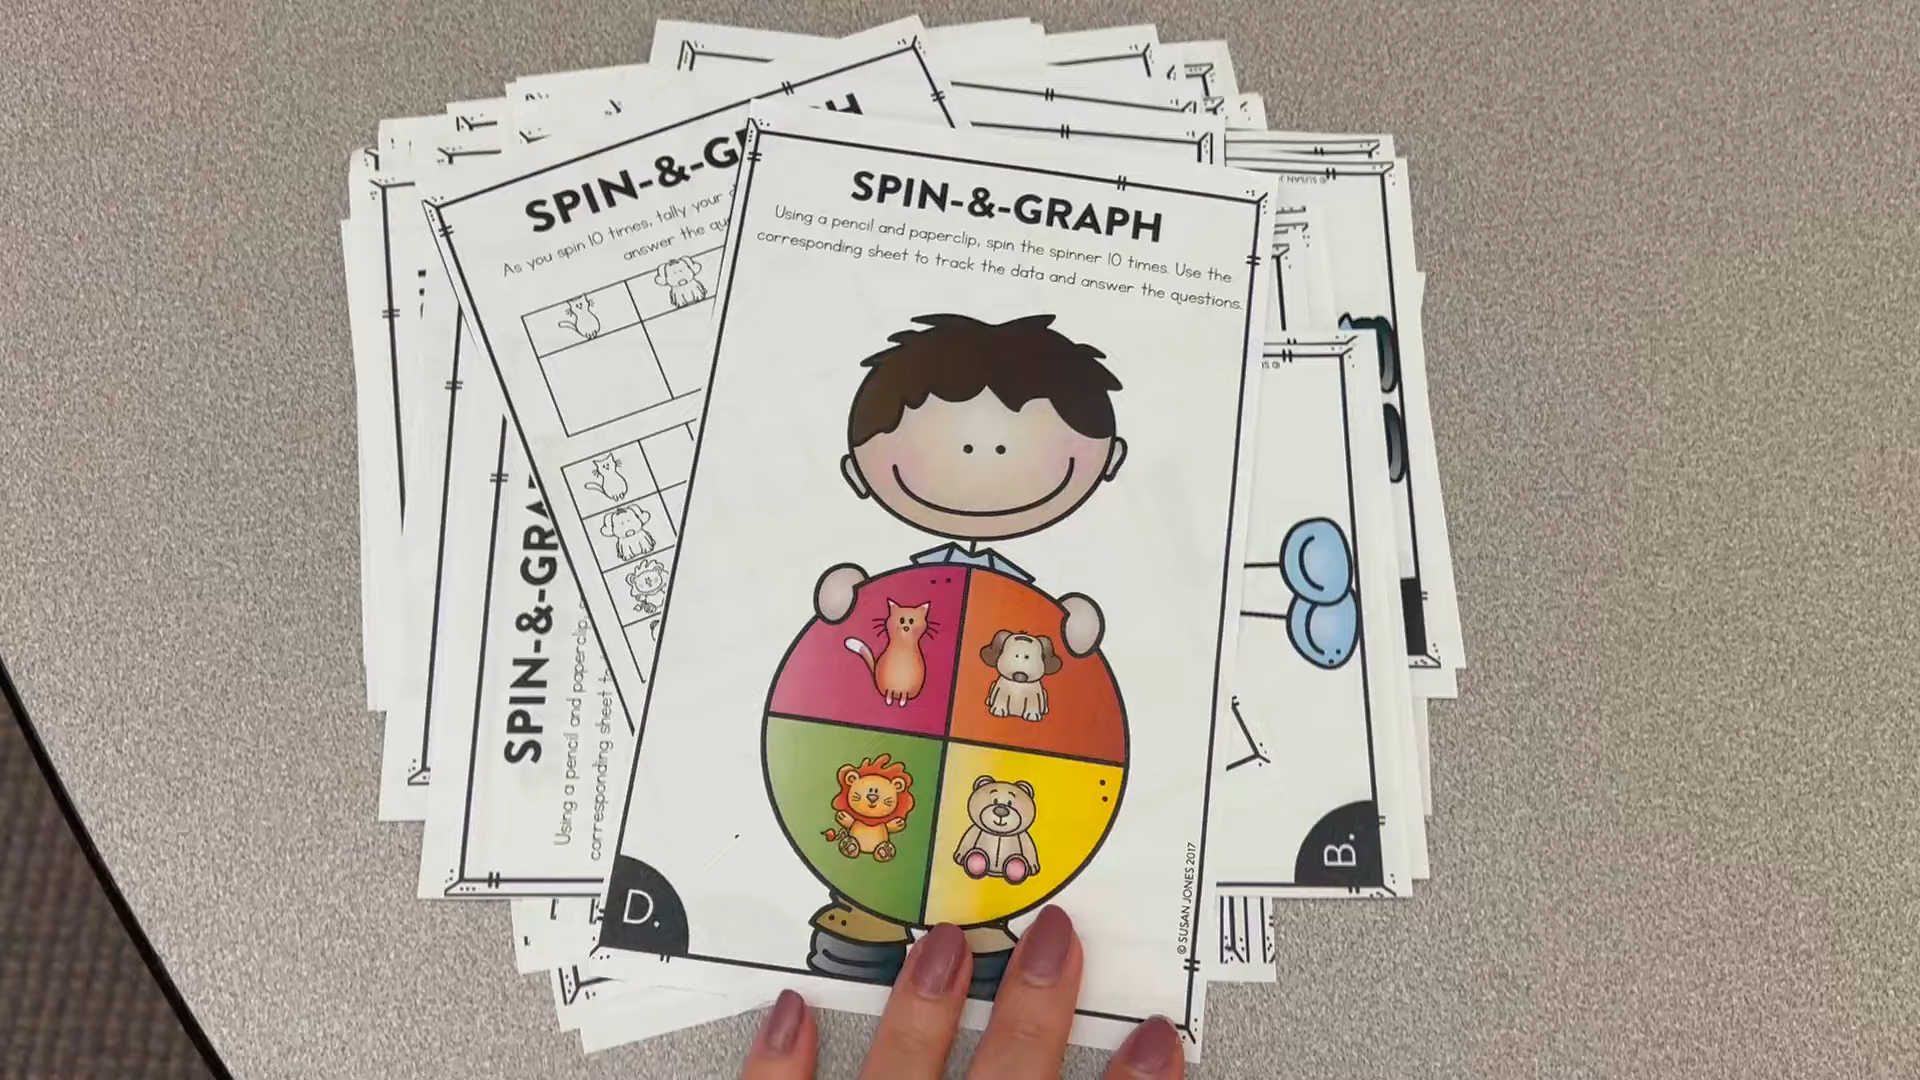 SPIN-&-GRAPH
Using a pencil and paperclip, spin the spinner 10 times. Use the
corresponding sheet to track the data and answer the questions.
D.
© SUSAN JONES 2017
SPIN-&-G
As you spin 10 times, tally your
answer the
SPIN-&-GRA
Using a pencil and paperclip,
corresponding sheet
B.
© SUSAN